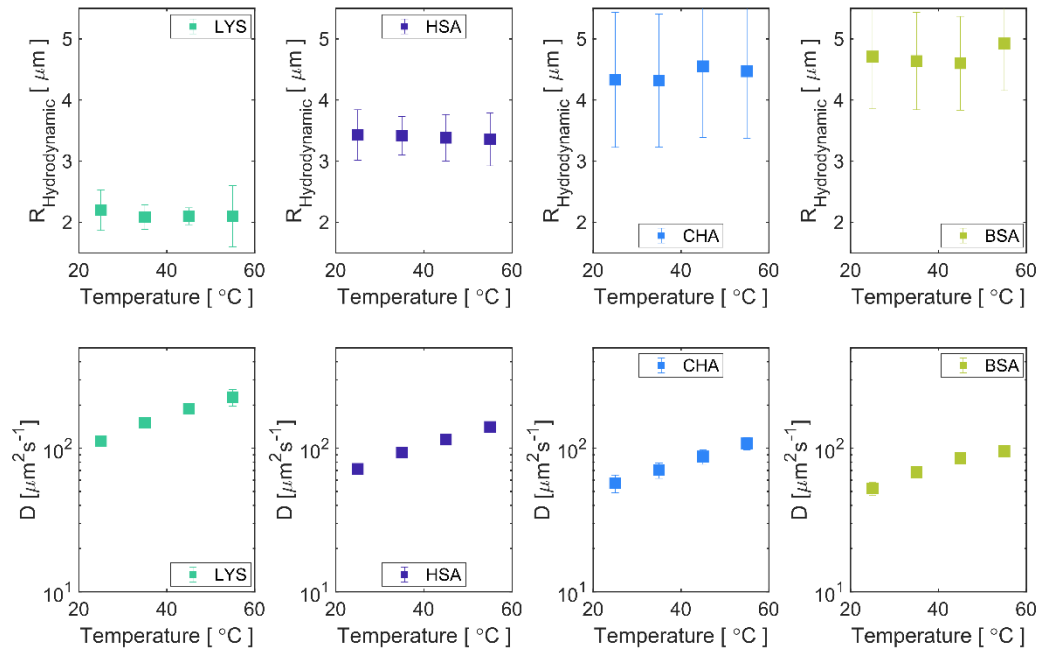 LYS
5
4
3
2
R_Hydrodynamic [ μm]
20 40 60
Temperature [ °C]
HSA
5
4
3
2
R_Hydrodynamic [ μm]
20 40 60
Temperature [ °C]
CHA
5
4
3
2
R_Hydrodynamic [ μm]
20 40 60
Temperature [ °C]
BSA
5
4
3
2
R_Hydrodynamic [ μm]
20 40 60
Temperature [ °C]
LYS
10²
10¹
D [μm²s⁻¹]
20 40 60
Temperature [ °C]
HSA
10²
10¹
D [μm²s⁻¹]
20 40 60
Temperature [ °C]
CHA
10²
10¹
D [μm²s⁻¹]
20 40 60
Temperature [ °C]
BSA
10²
10¹
D [μm²s⁻¹]
20 40 60
Temperature [ °C]